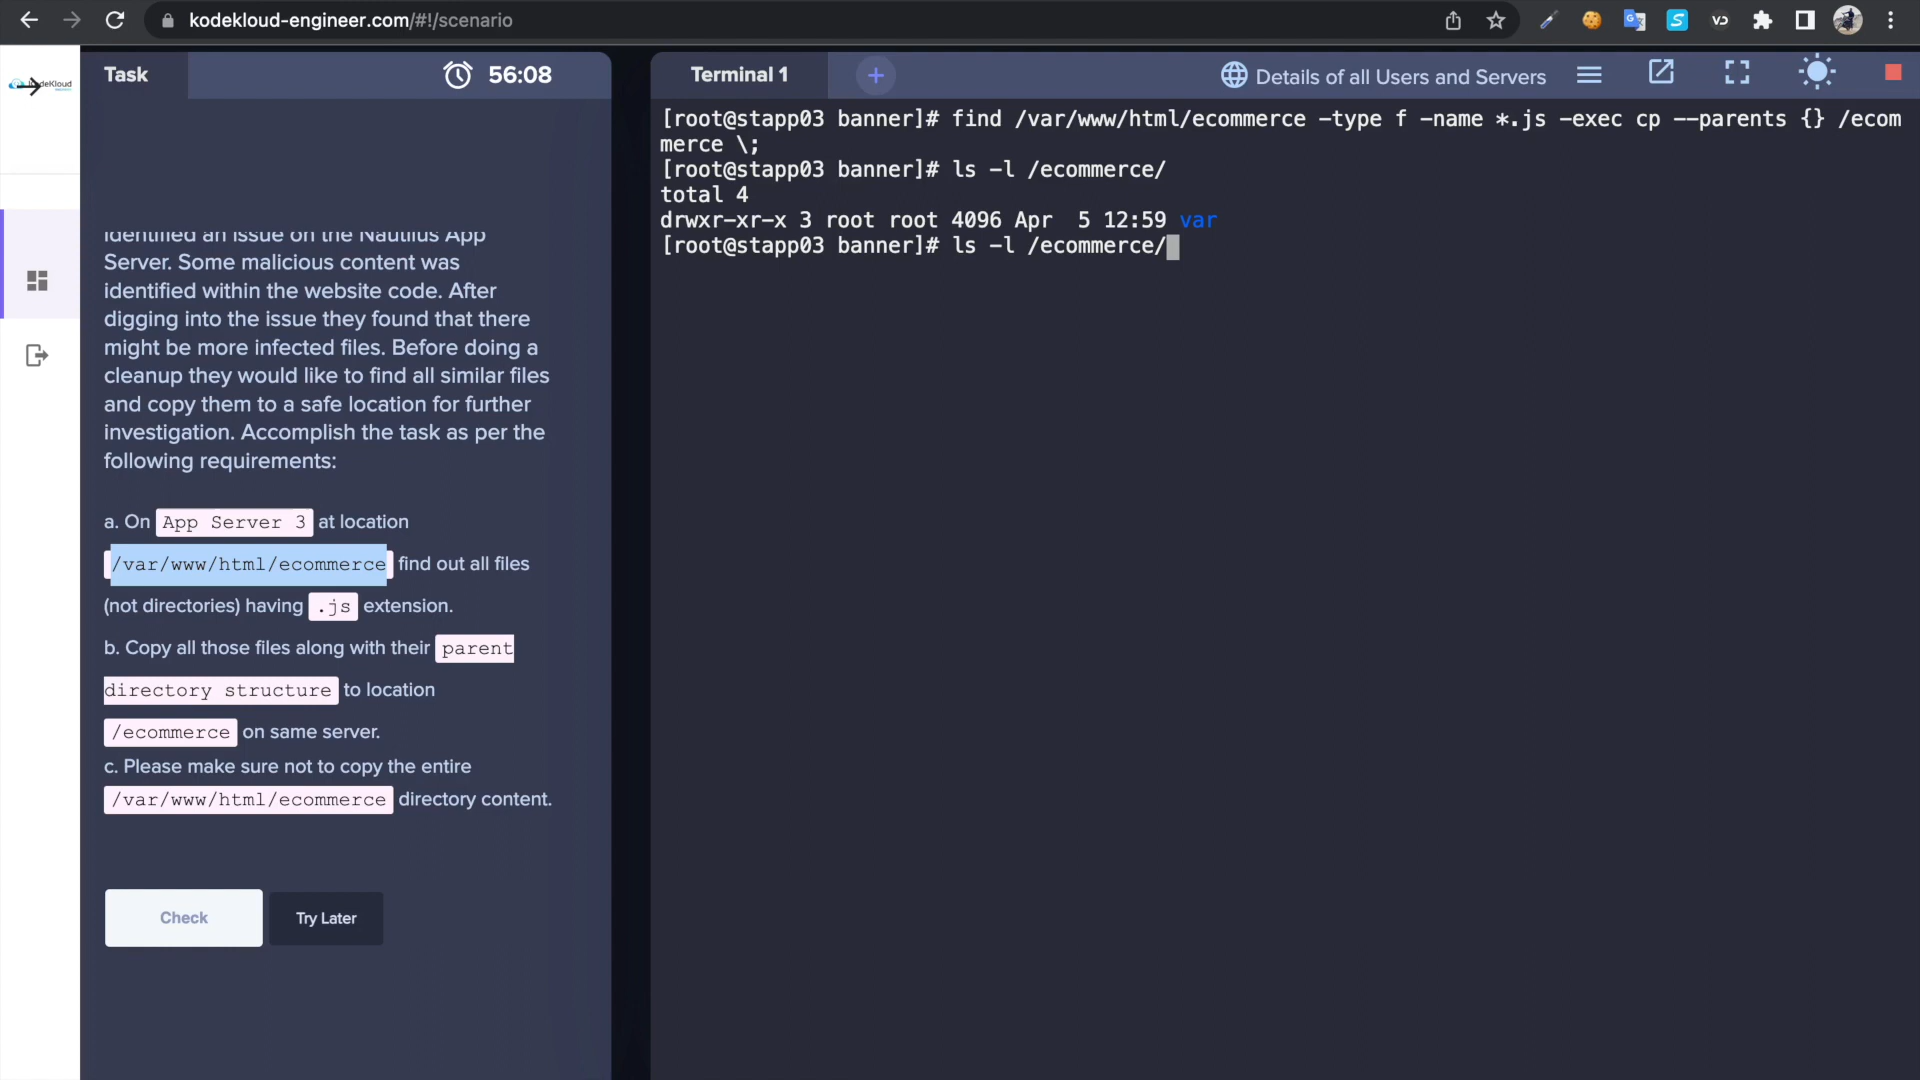 kodekloud-engineer.com/#!/scenario
Task
56:08
Terminal 1
+
Details of all Users and Servers
identified an issue on the Nautilus App
Server. Some malicious content was
identified within the website code. After
digging into the issue they found that there
might be more infected files. Before doing a
cleanup they would like to find all similar files
and copy them to a safe location for further
investigation. Accomplish the task as per the
following requirements:
a. On App Server 3 at location
/var/www/html/ecommerce find out all files
(not directories) having .js extension.
b. Copy all those files along with their parent
directory structure to location
/ecommerce on same server.
c. Please make sure not to copy the entire
/var/www/html/ecommerce directory content.
Check
Try Later
[root@stapp03 banner]# find /var/www/html/ecommerce -type f -name *.js -exec cp --parents {} /ecom
merce \;
[root@stapp03 banner]# ls -l /ecommerce/
total 4
drwxr-xr-x 3 root root 4096 Apr  5 12:59 var
[root@stapp03 banner]# ls -l /ecommerce/